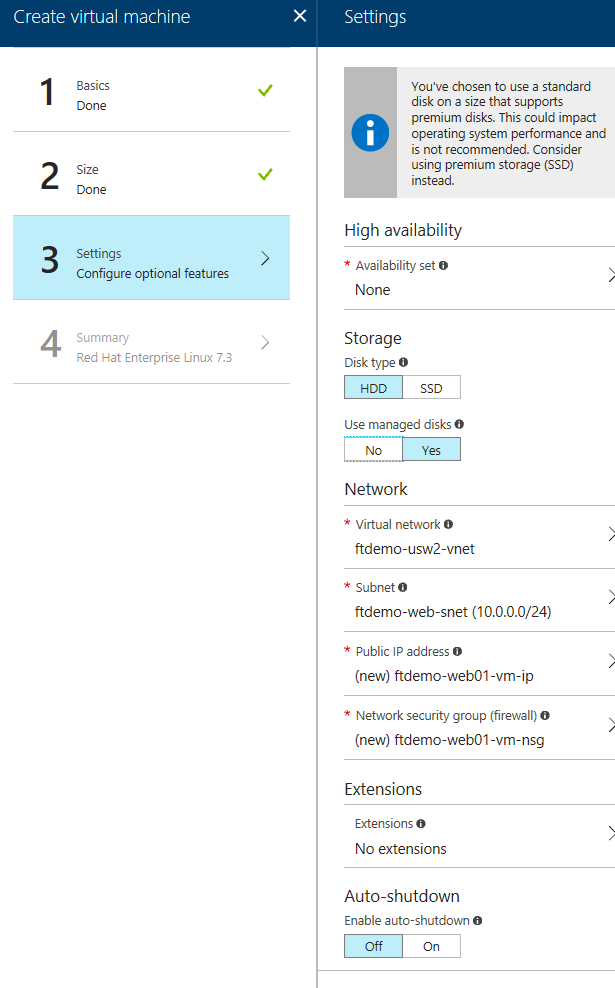 Create virtual machine
1
Basics
Done
2
Size
Done
3
Settings
Configure optional features
4
Summary
Red Hat Enterprise Linux 7.3
Settings
You've chosen to use a standard
disk on a size that supports
premium disks. This could impact
operating system performance and
is not recommended. Consider
using premium storage (SSD)
instead.
High availability
* Availability set
None
Storage
Disk type
HDD SSD
Use managed disks
No Yes
Network
* Virtual network
ftdemo-usw2-vnet
* Subnet
ftdemo-web-snet (10.0.0.0/24)
* Public IP address
(new) ftdemo-web01-vm-ip
* Network security group (firewall)
(new) ftdemo-web01-vm-nsg
Extensions
Extensions
No extensions
Auto-shutdown
Enable auto-shutdown
Off On